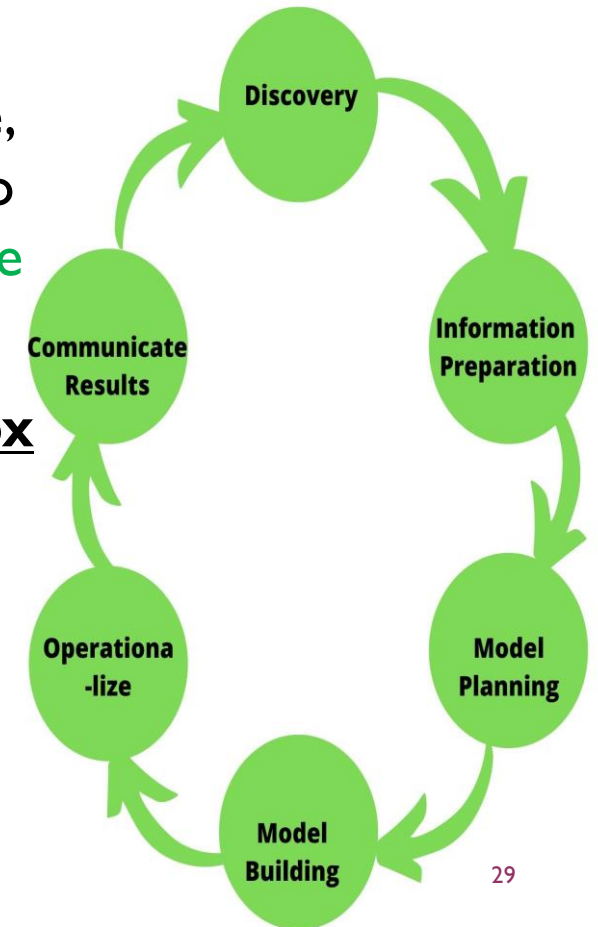 Discovery
Information
Preparation
Model
Planning
Model
Building
Operationa
-lize
Communicate
Results
29